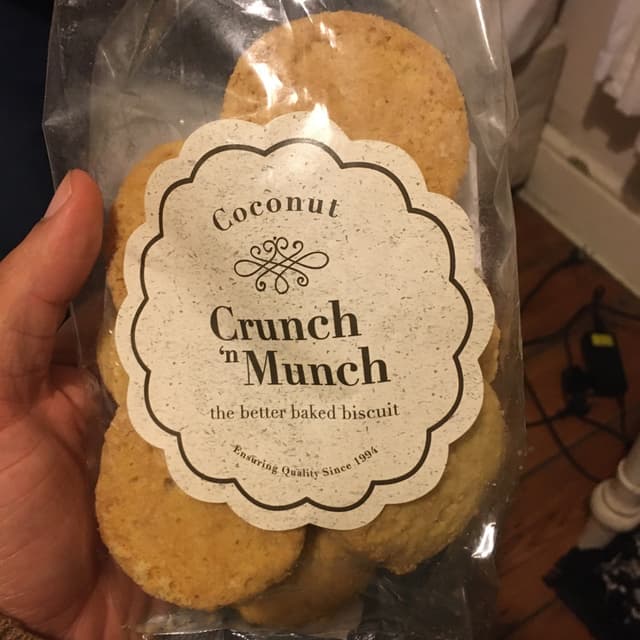 Coconut
Crunch
'n Munch
the better baked biscuit
Ensuring Quality Since 1994